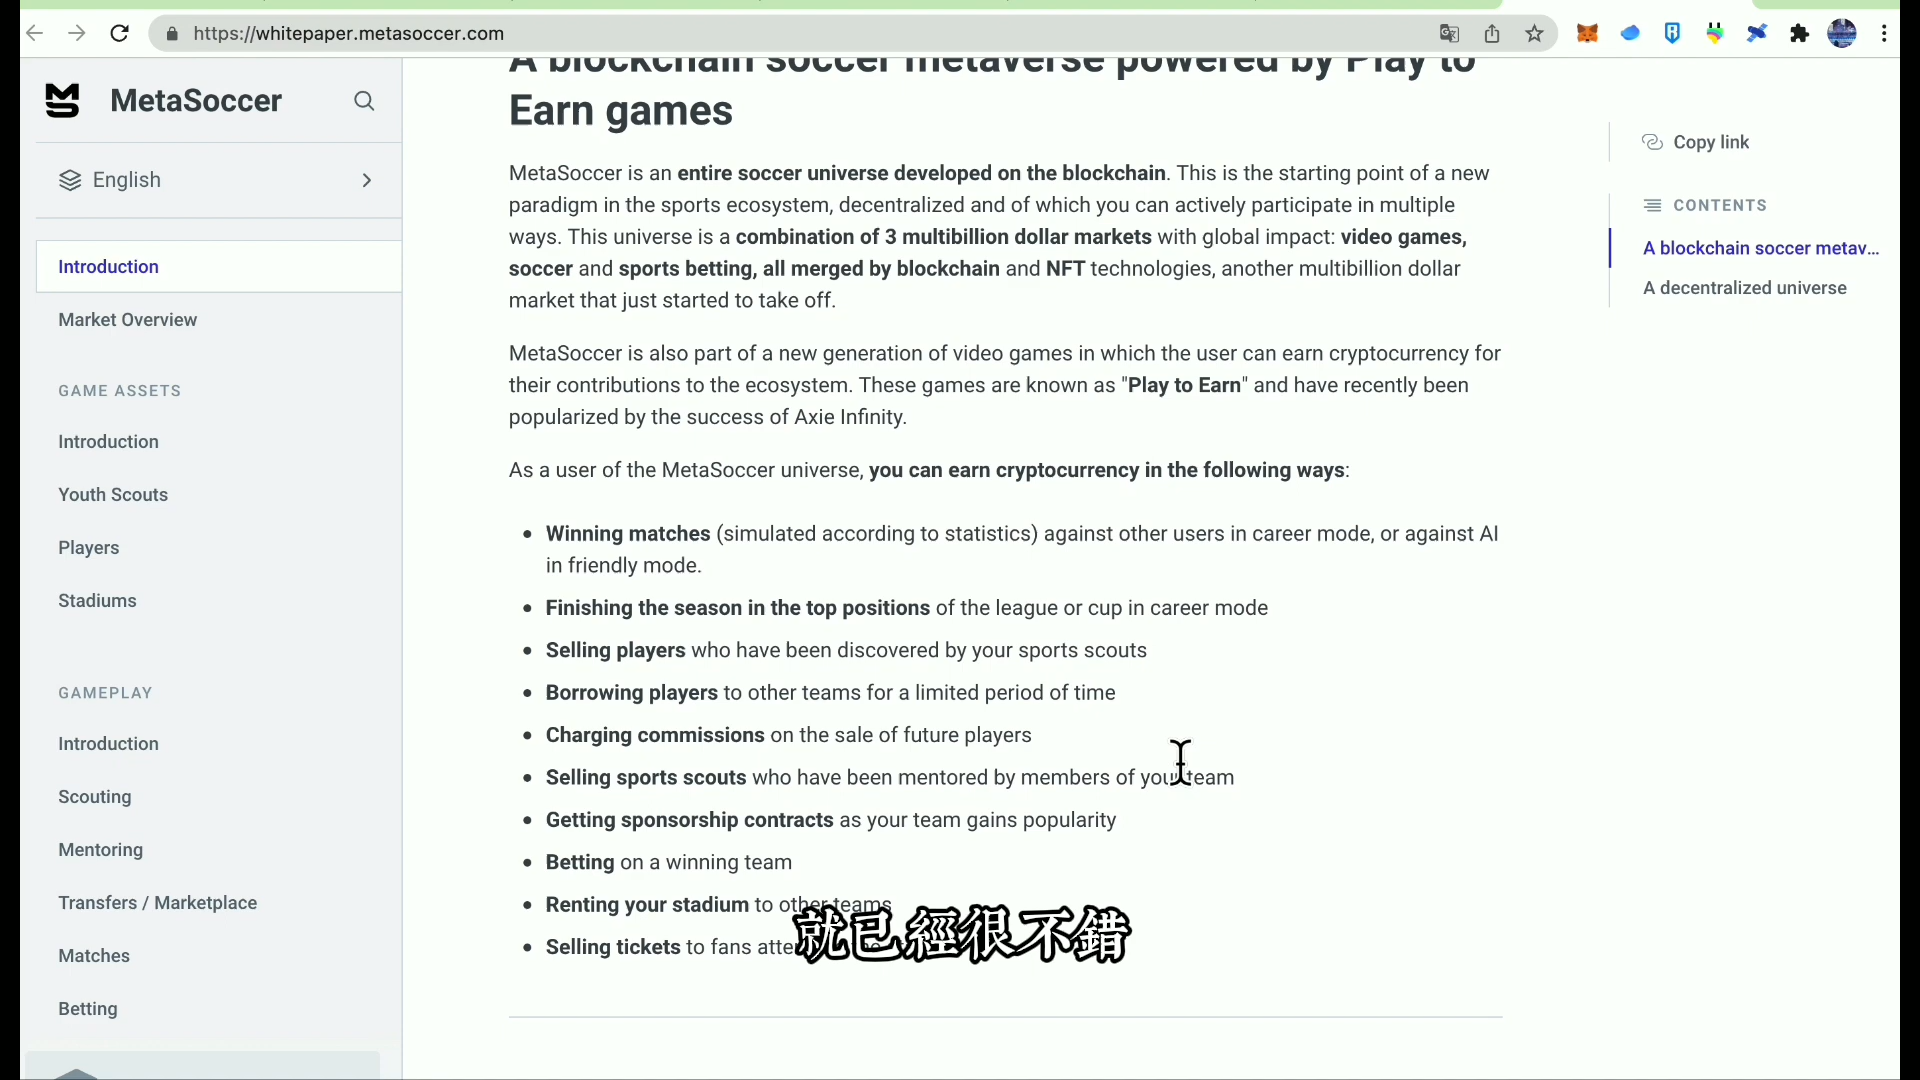 https://whitepaper.metasoccer.com
MetaSoccer
English
Introduction
Market Overview
GAME ASSETS
Introduction
Youth Scouts
Players
Stadiums
GAMEPLAY
Introduction
Scouting
Mentoring
Transfers / Marketplace
Matches
Betting
A blockchain soccer metaverse powered by Play to
Earn games
MetaSoccer is an entire soccer universe developed on the blockchain. This is the starting point of a new
paradigm in the sports ecosystem, decentralized and of which you can actively participate in multiple
ways. This universe is a combination of 3 multibillion dollar markets with global impact: video games,
soccer and sports betting, all merged by blockchain and NFT technologies, another multibillion dollar
market that just started to take off.
MetaSoccer is also part of a new generation of video games in which the user can earn cryptocurrency for
their contributions to the ecosystem. These games are known as "Play to Earn" and have recently been
popularized by the success of Axie Infinity.
As a user of the MetaSoccer universe, you can earn cryptocurrency in the following ways:
• Winning matches (simulated according to statistics) against other users in career mode, or against AI
in friendly mode.
• Finishing the season in the top positions of the league or cup in career mode
• Selling players who have been discovered by your sports scouts
• Borrowing players to other teams for a limited period of time
• Charging commissions on the sale of future players
• Selling sports scouts who have been mentored by members of your team
• Getting sponsorship contracts as your team gains popularity
• Betting on a winning team
• Renting your stadium to other teams
• Selling tickets to fans
就已經很不錯
Copy link
CONTENTS
A blockchain soccer metav...
A decentralized universe